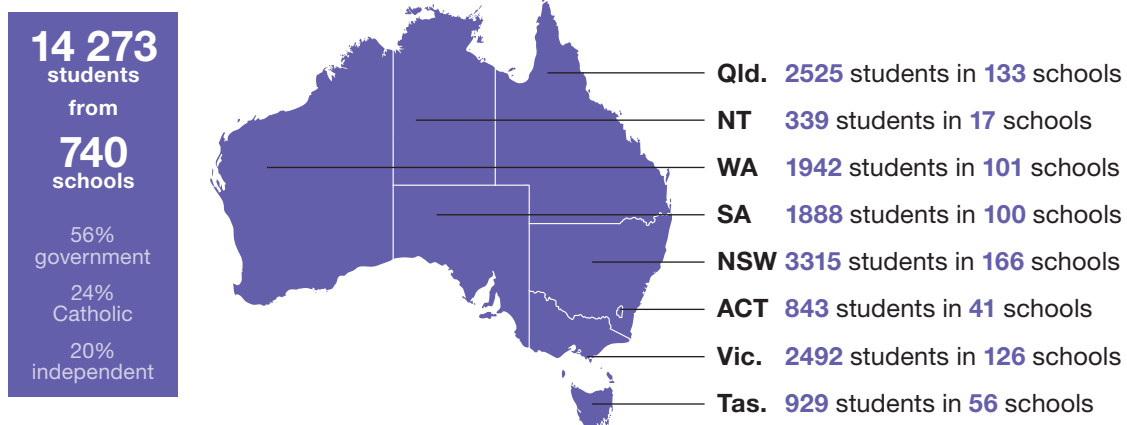 14 273
students
from
740
schools
56%
government
24%
Catholic
20%
independent
Qld. 2525 students in 133 schools
NT 339 students in 17 schools
WA 1942 students in 101 schools
SA 1888 students in 100 schools
NSW 3315 students in 166 schools
ACT 843 students in 41 schools
Vic. 2492 students in 126 schools
Tas. 929 students in 56 schools